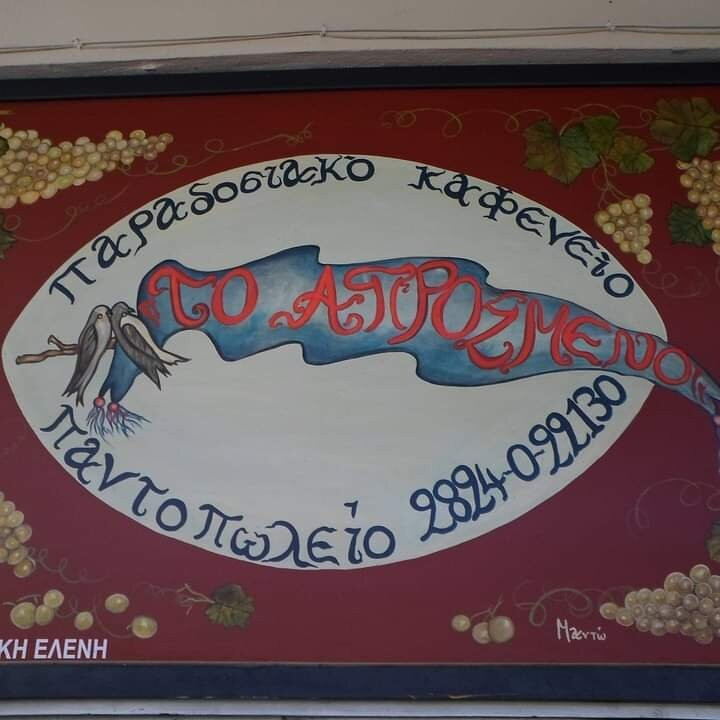 παραδοσιακό καφενείο
"ΤΟ ΑΠΡΟΣΜΕΝΟ"
παντοπωλείο 2824-0-22130
ΚΗ ΕΛΕΝΗ
Μαντώ